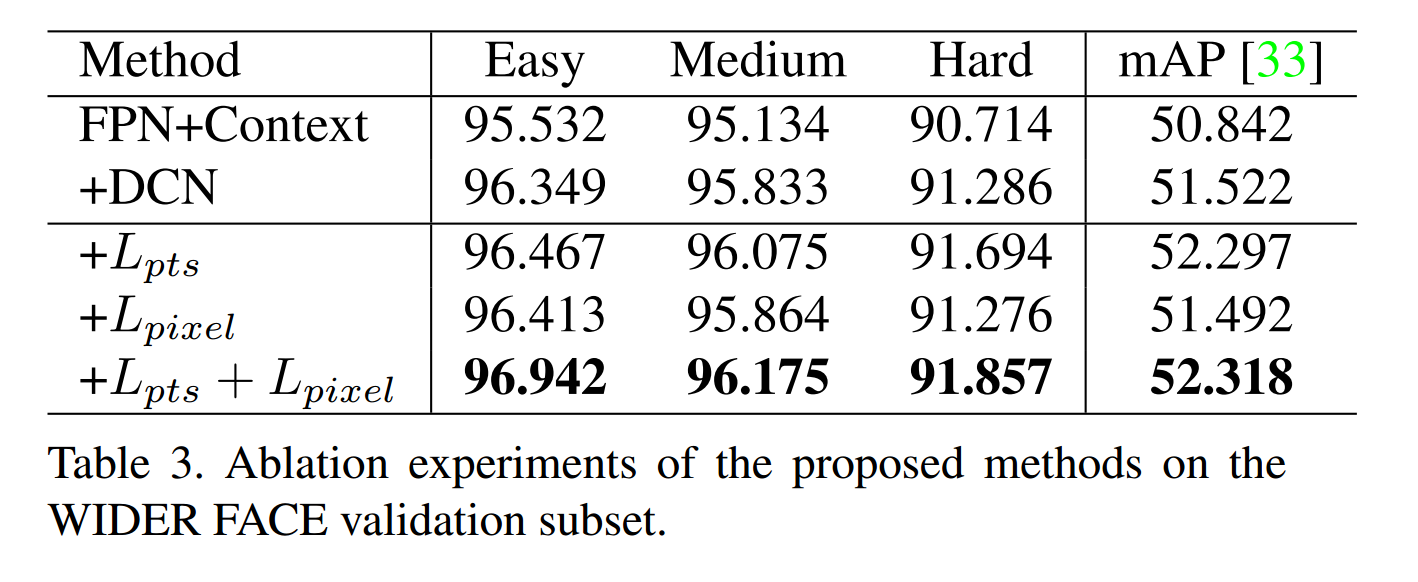 Method Easy Medium Hard mAP [33]
FPN+Context 95.532 95.134 90.714 50.842
+DCN 96.349 95.833 91.286 51.522
+L_{pts} 96.467 96.075 91.694 52.297
+L_{pixel} 96.413 95.864 91.276 51.492
+L_{pts} + L_{pixel} 96.942 96.175 91.857 52.318
Table 3. Ablation experiments of the proposed methods on the
WIDER FACE validation subset.